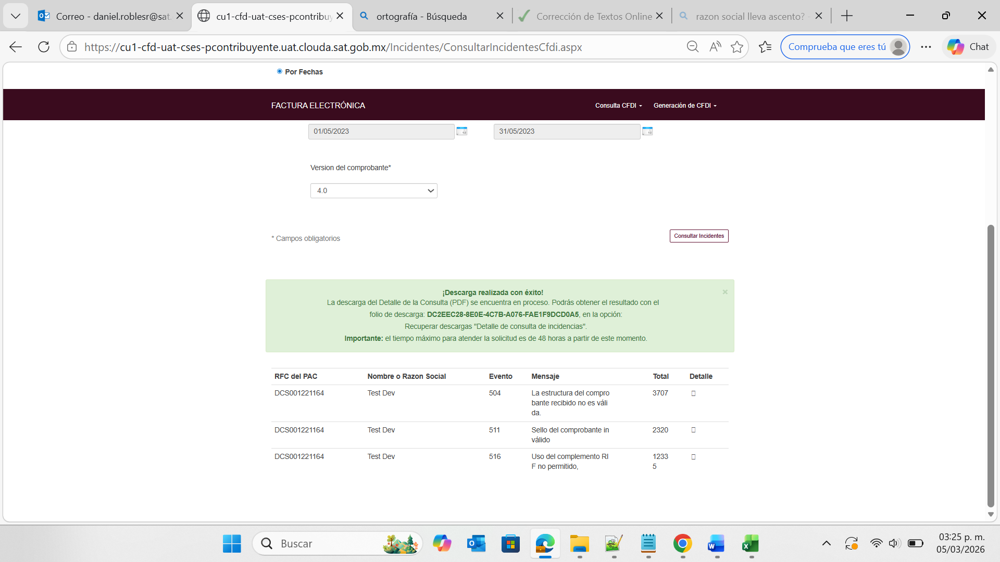 Correo - daniel.roblesr@sat.
cu1-cfd-uat-cses-pcontribuy
ortografía - Búsqueda
Corrección de Textos Online
razon social lleva ascento? -
https://cu1-cfd-uat-cses-pcontribuyente.uat.clouda.sat.gob.mx/Incidentes/ConsultarIncidentesCfdi.aspx
Comprueba que eres tú
Chat
Por Fechas
FACTURA ELECTRÓNICA
Consulta CFDI
Generación de CFDI
01/05/2023
31/05/2023
Version del comprobante*
4.0
* Campos obligatorios
Consultar Incidentes
¡Descarga realizada con éxito!
La descarga del Detalle de la Consulta (PDF) se encuentra en proceso. Podrás obtener el resultado con el
folio de descarga: DC2EEC28-8E0E-4C7B-A076-FAE1F9DCD0A5, en la opción:
Recuperar descargas "Detalle de consulta de incidencias".
Importante: el tiempo máximo para atender la solicitud es de 48 horas a partir de este momento.
RFC del PAC Nombre o Razon Social Evento Mensaje Total Detalle
DCS001221164 Test Dev 504 La estructura del compro 3707
bante recibido no es váli
da.
DCS001221164 Test Dev 511 Sello del comprobante in 2320
válido
DCS001221164 Test Dev 516 Uso del complemento RI 1233
F no permitido, 5
Buscar
03:25 p. m.
05/03/2026